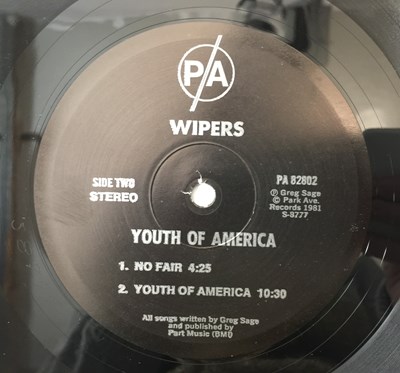 P/A
WIPERS
SIDE TWO
STEREO
PA 82802
Ⓟ Greg Sage
© Park Ave.
Records 1981
S-9777
YOUTH OF AMERICA
1. NO FAIR 4:25
2. YOUTH OF AMERICA 10:30
All songs written by Greg Sage
and published by
Part Music (BMI)